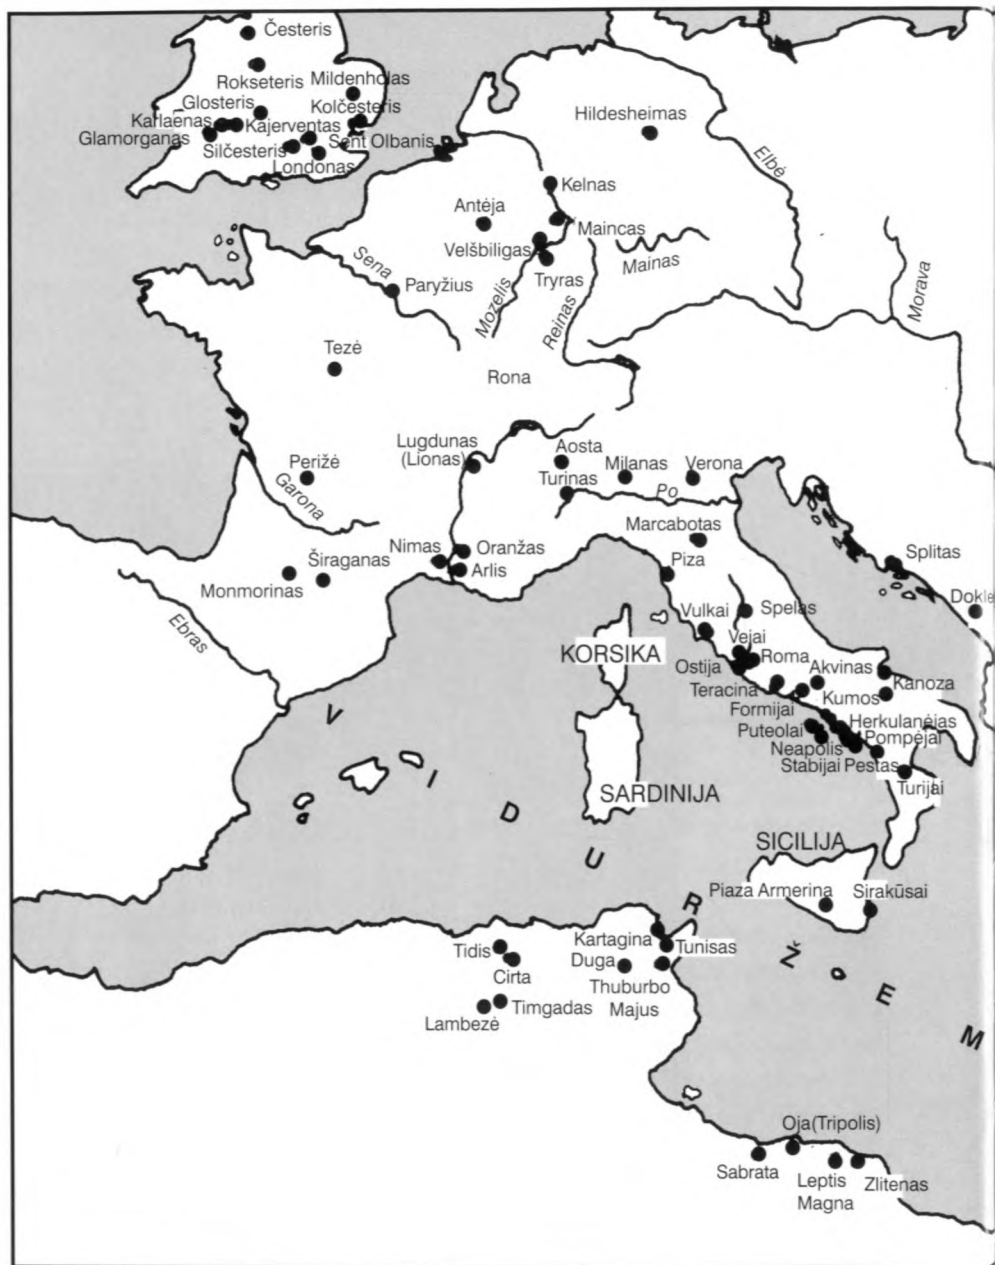 Česteris
Rokseteris
Mildenholas
Glosteris
Kolčesteris
Karlaenas
Kajerventas
Glamorganas
Sent Olbanis
Silčesteris
Londonas
Hildesheimas
Elbė
Kelnas
Antėja
Maincas
Velšbiligas
Mainas
Sena
Tryras
Paryžius
Mozelis
Reinas
Morava
Tezė
Rona
Lugdunas
(Lionas)
Aosta
Perižė
Milanas
Verona
Turinas
Po
Garona
Marcabotas
Nimas
Oranžas
Širaganas
Piza
Splitas
Arlis
Monmorinas
Dokle
Ebras
Vulkai
Spelas
Vejai
KORSIKA
Roma
Ostija
Akvinas
Teracina
Kanoza
Kumos
Formijai
Herkulanėjas
Puteolai
Pompėjai
Neapolis
Stabijai
Pestas
Turijai
SARDINIJA
SICILIJA
Piaza Armerina
Sirakūsai
V I D U R Ž E M
Kartagina
Tunisas
Tidis
Duga
Cirta
Thuburbo
Majus
Timgadas
Lambezė
Oja (Tripolis)
Sabrata
Leptis
Magna
Zlitenas